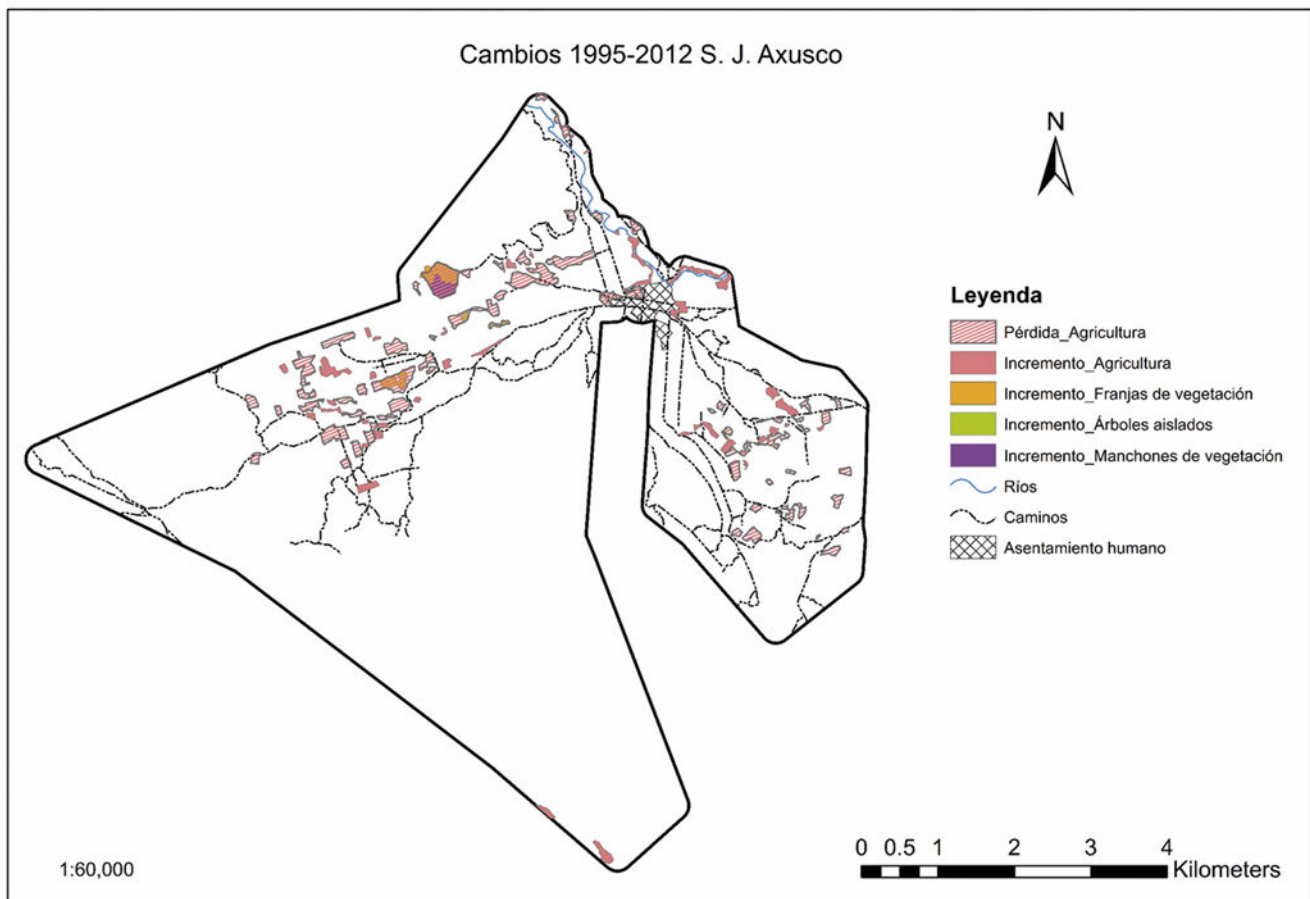 Cambios 1995-2012 S. J. Axusco
N
Leyenda
Pérdida_Agricultura
Incremento_Agricultura
Incremento_Franjas de vegetación
Incremento_Árboles aislados
Incremento_Manchones de vegetación
Ríos
Caminos
Asentamiento humano
1:60,000
0 0.5 1 2 3 4
Kilometers